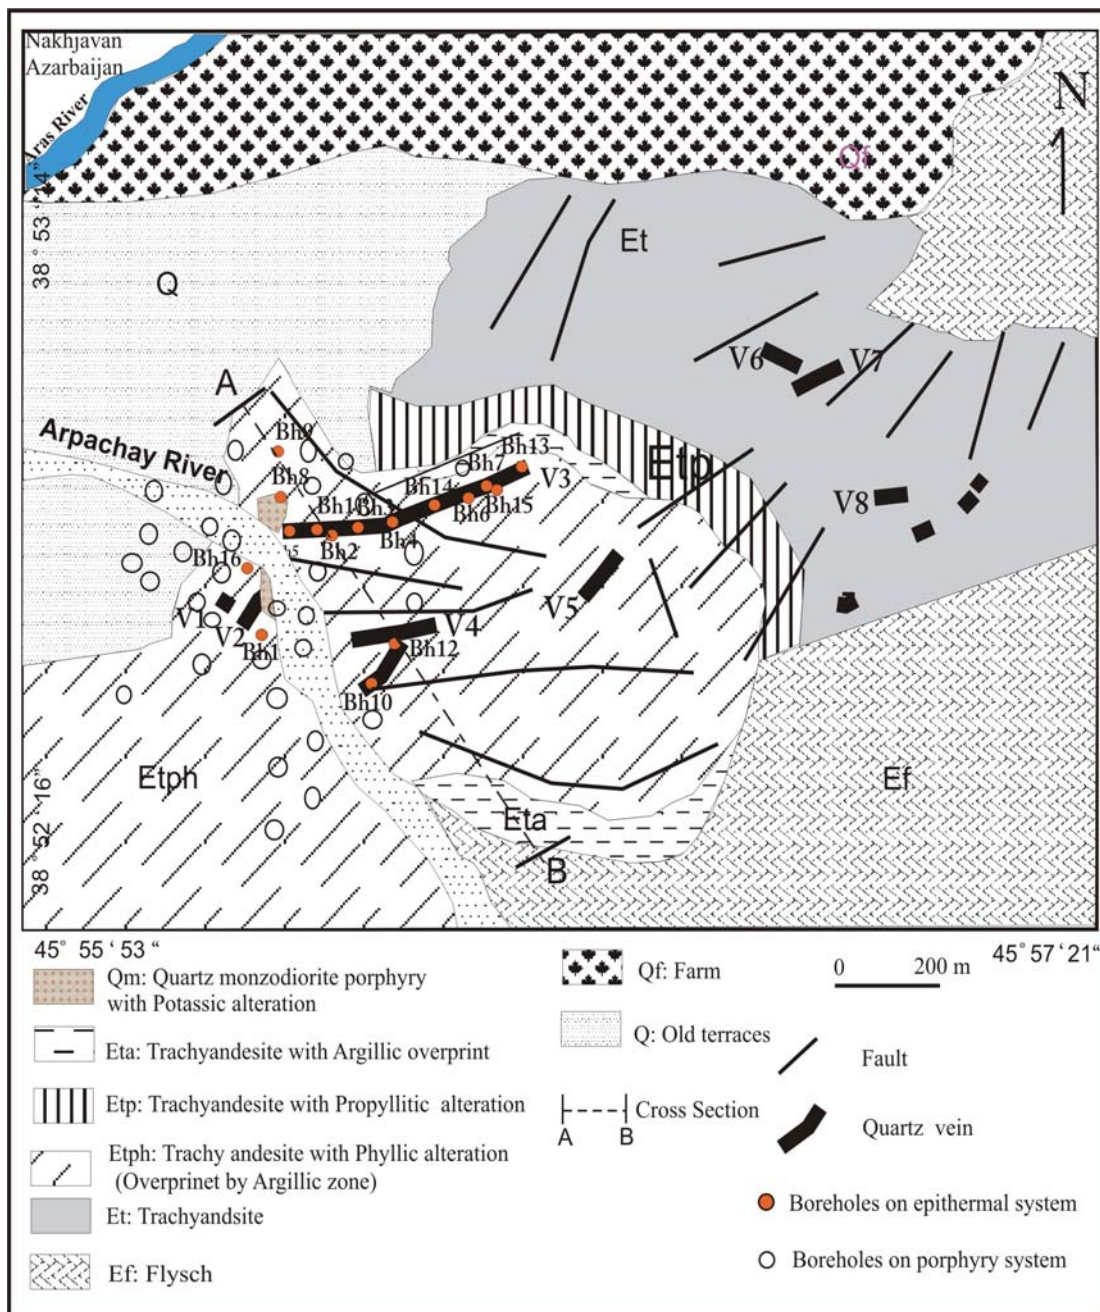 Nakhjavan
Azarbaijan
N
Aras River
Qf
38° 53 ' 44”
Et
Q
V6
V7
A
Arpachay River
Bh9
Bh13
Bh7
Etp
Bh8
V3
Bh14
Bh3
Bh6
Bh15
V8
Bh4
h5
Bh2
Bh16
V5
V1
V2
V4
Bh1
Bh12
Bh10
Etph
Ef
Eta
38° 52 ' 16”
B
45° 55 ‘ 53 “
45° 57 ‘ 21“
Qm: Quartz monzodiorite porphyry
with Potassic alteration
Eta: Trachyandesite with Argillic overprint
Etp: Trachyandesite with Propyllitic alteration
Etph: Trachy andesite with Phyllic alteration
(Overprinet by Argillic zone)
Et: Trachyandsite
Ef: Flysch
Qf: Farm
Q: Old terraces
Cross Section
A B
0 200 m
Fault
Quartz vein
Boreholes on epithermal system
Boreholes on porphyry system